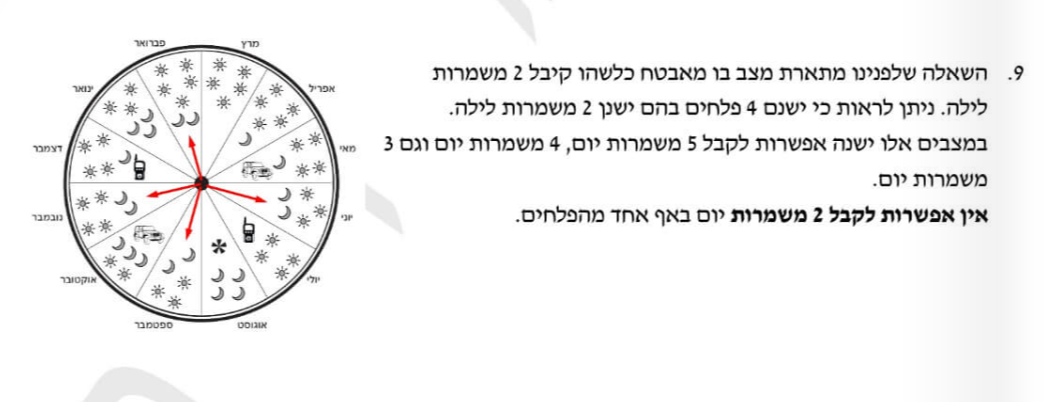 9. השאלה שלפנינו מתארת מצב בו מאבטח כלשהו קיבל 2 משמרות
לילה. ניתן לראות כי ישנם 4 פלחים בהם ישנן 2 משמרות לילה.
במצבים אלו ישנה אפשרות לקבל 5 משמרות יום, 4 משמרות יום וגם 3
משמרות יום.
אין אפשרות לקבל 2 משמרות יום באף אחד מהפלחים.
מרץ
אפריל
מאי
יוני
יולי
אוגוסט
ספטמבר
אוקטובר
נובמבר
דצמבר
ינואר
פברואר